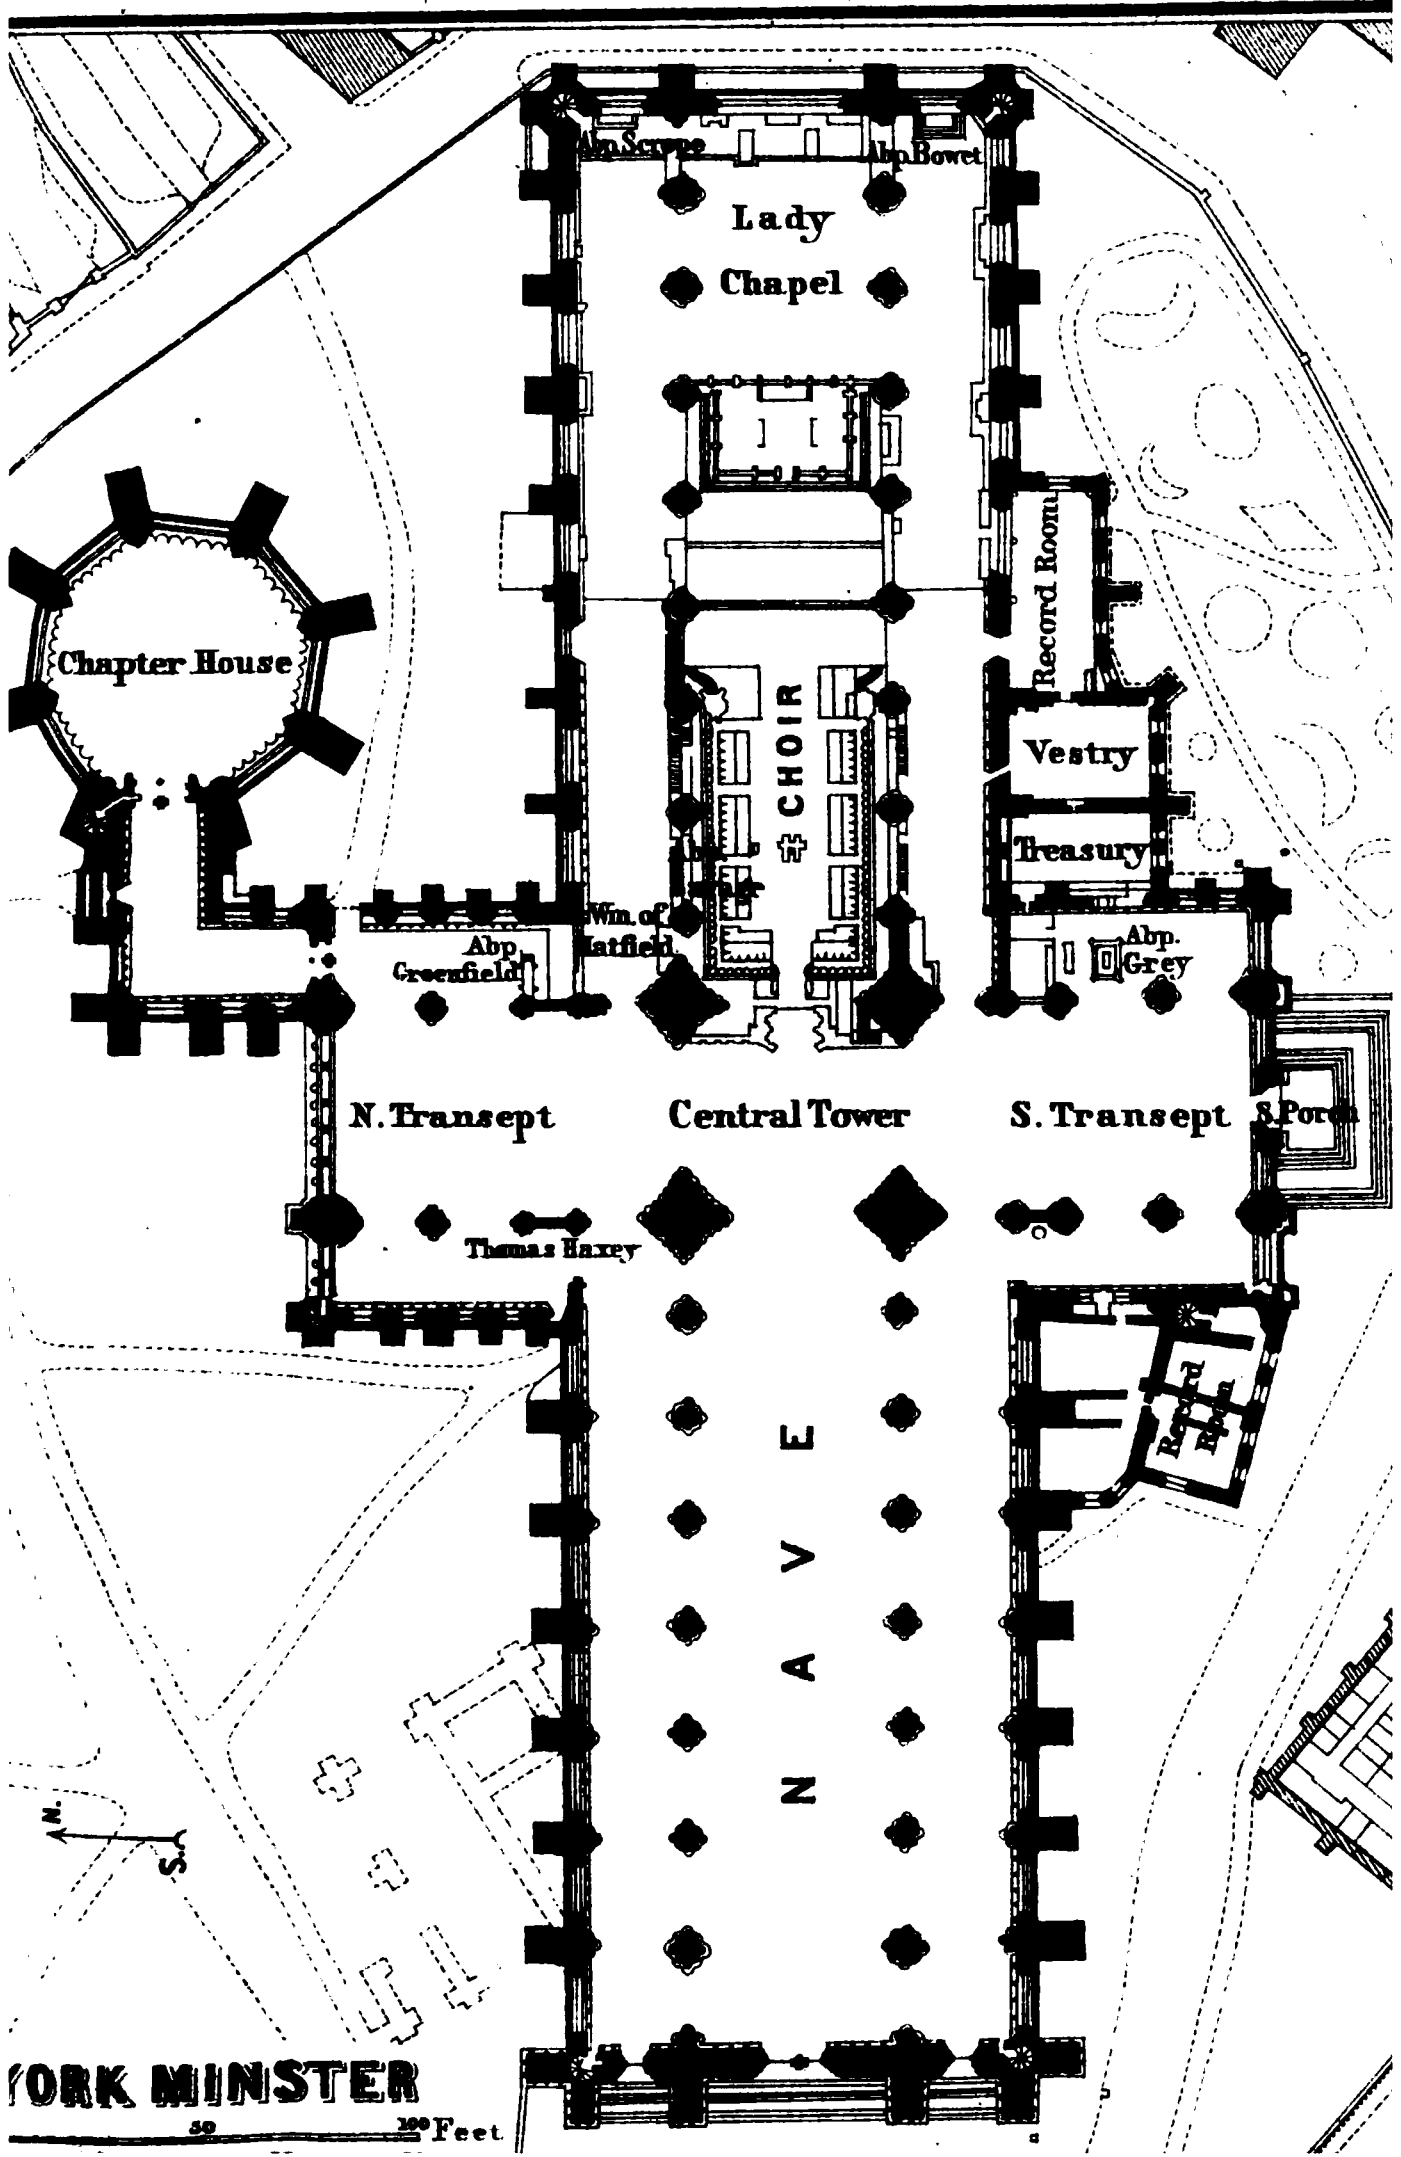 Abp. Scrope
Abp. Bowet
Lady
Chapel
Record Room
Chapter House
CHOIR
Vestry
Treasury
Wm. of
Hatfield
Abp.
Greenfield
Abp.
Grey
N. Transept
Central Tower
S. Transept
S. Porch
Thomas Haxey
Record
Room
NAVE
N.
S.
YORK MINSTER
50
100 Feet